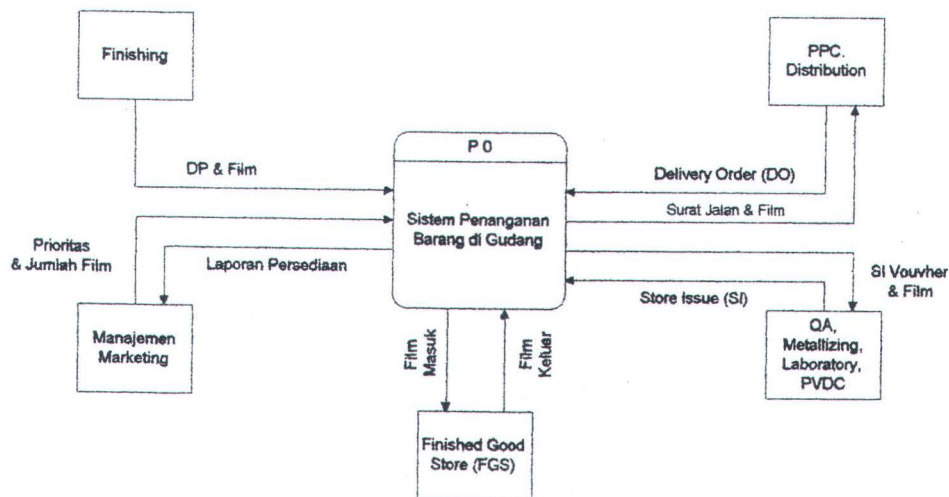 Finishing
PPC.
Distribution
P 0
DP & Film
Delivery Order (DO)
Sistem Penanganan
Barang di Gudang
Surat Jalan & Film
Prioritas
& Jumlah Film
Laporan Persediaan
SI Vouvher
& Film
Store Issue (SI)
Manajemen
Marketing
Film
Masuk
Film
Keluar
QA,
Metallizing,
Laboratory,
PVDC
Finished Good
Store (FGS)